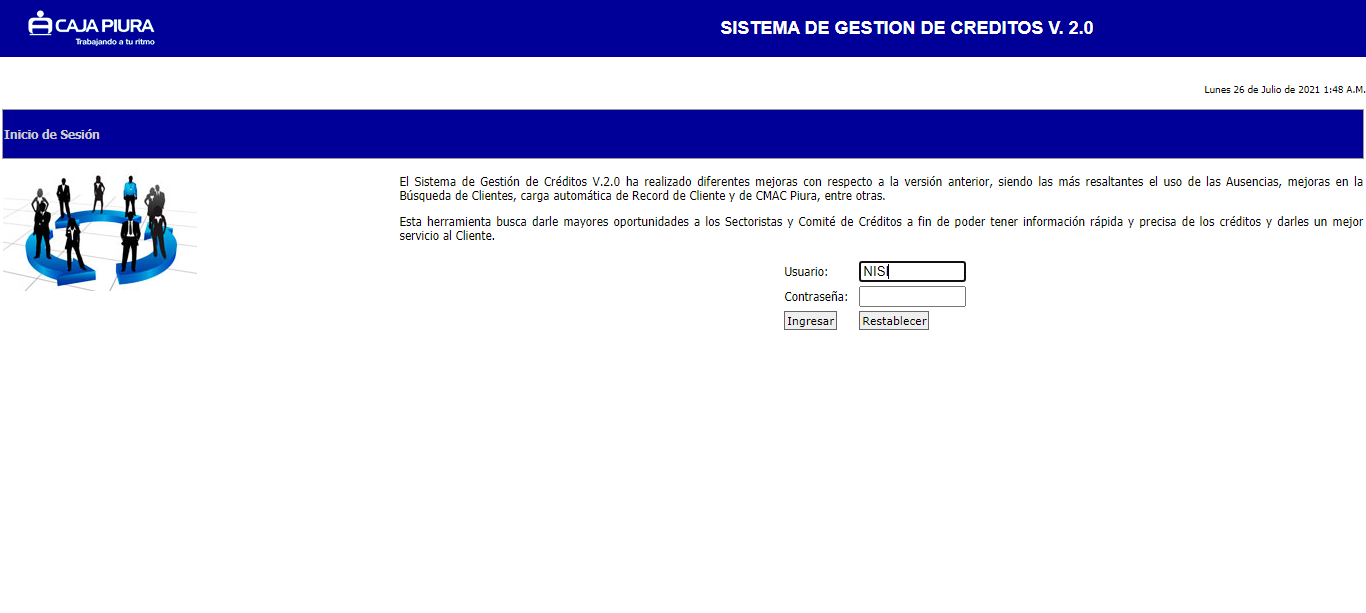 CAJA PIURA
Trabajando a tu ritmo
SISTEMA DE GESTION DE CREDITOS V. 2.0
Lunes 26 de Julio de 2021 1:48 A.M.
Inicio de Sesión
El Sistema de Gestión de Créditos V.2.0 ha realizado diferentes mejoras con respecto a la versión anterior, siendo las más resaltantes el uso de las Ausencias, mejoras en la
Búsqueda de Clientes, carga automática de Record de Cliente y de CMAC Piura, entre otras.
Esta herramienta busca darle mayores oportunidades a los Sectoristas y Comité de Créditos a fin de poder tener información rápida y precisa de los créditos y darles un mejor
servicio al Cliente.
Usuario: NISI
Contraseña:
Ingresar Restablecer